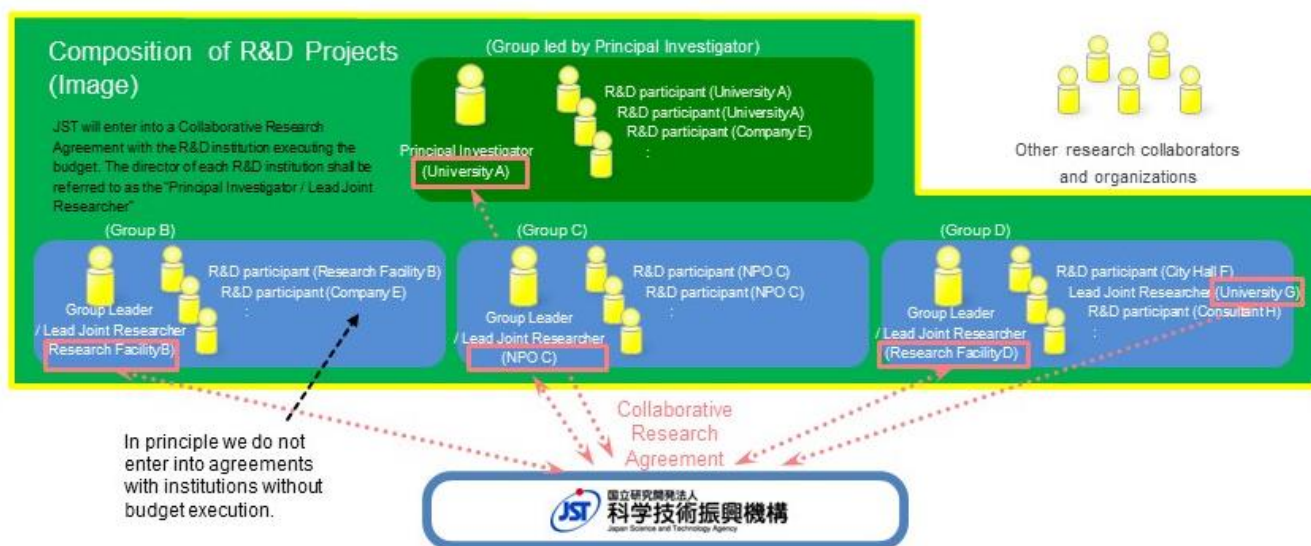 Composition of R&D Projects
(Image)
JST will enter into a Collaborative Research
Agreement with the R&D institution executing the
budget. The director of each R&D institution shall be
referred to as the "Principal Investigator / Lead Joint
Researcher"
(Group led by Principal Investigator)
R&D participant (University A)
R&D participant (University A)
R&D participant (Company E)
:
Principal Investigator
(University A)
Other research collaborators
and organizations
(Group B)
R&D participant (Research Facility B)
R&D participant (Company E)
:
Group Leader
/ Lead Joint Researcher
(Research Facility B)
(Group C)
R&D participant (NPO C)
R&D participant (NPO C)
:
Group Leader
/ Lead Joint Researcher
(NPO C)
(Group D)
R&D participant (City Hall F)
Lead Joint Researcher (University G)
R&D participant (Consultant H)
:
Group Leader
/ Lead Joint Researcher
(Research Facility D)
In principle we do not
enter into agreements
with institutions without
budget execution.
Collaborative
Research
Agreement
JST
国立研究開発法人
科学技術振興機構
Japan Science and Technology Agency